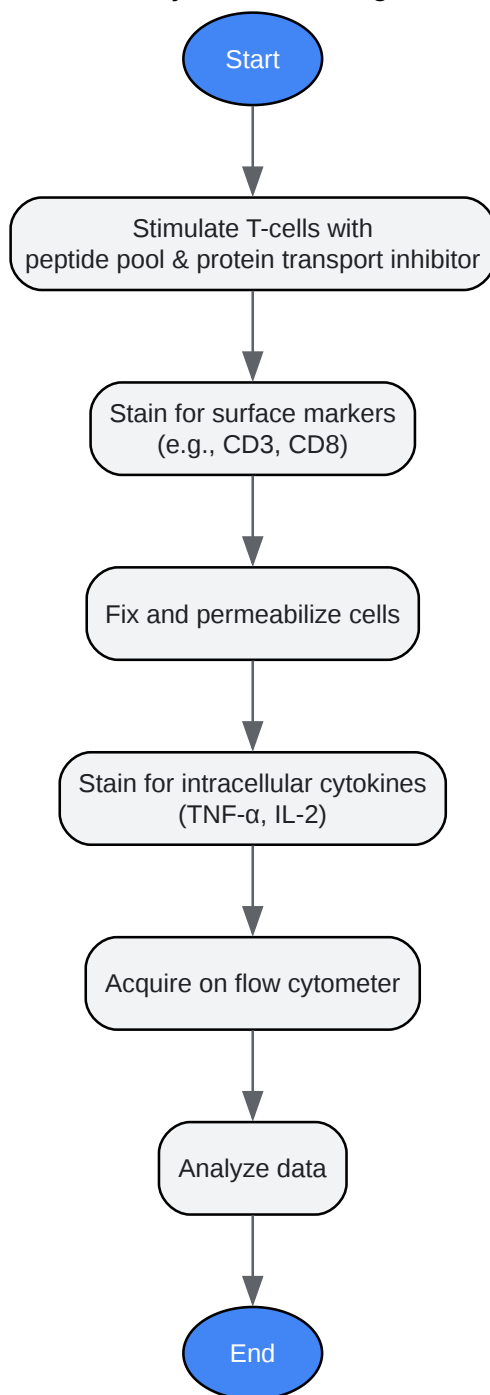 Start
Stimulate T-cells with
peptide pool & protein transport inhibitor
Stain for surface markers
(e.g., CD3, CD8)
Fix and permeabilize cells
Stain for intracellular cytokines
(TNF-α, IL-2)
Acquire on flow cytometer
Analyze data
End